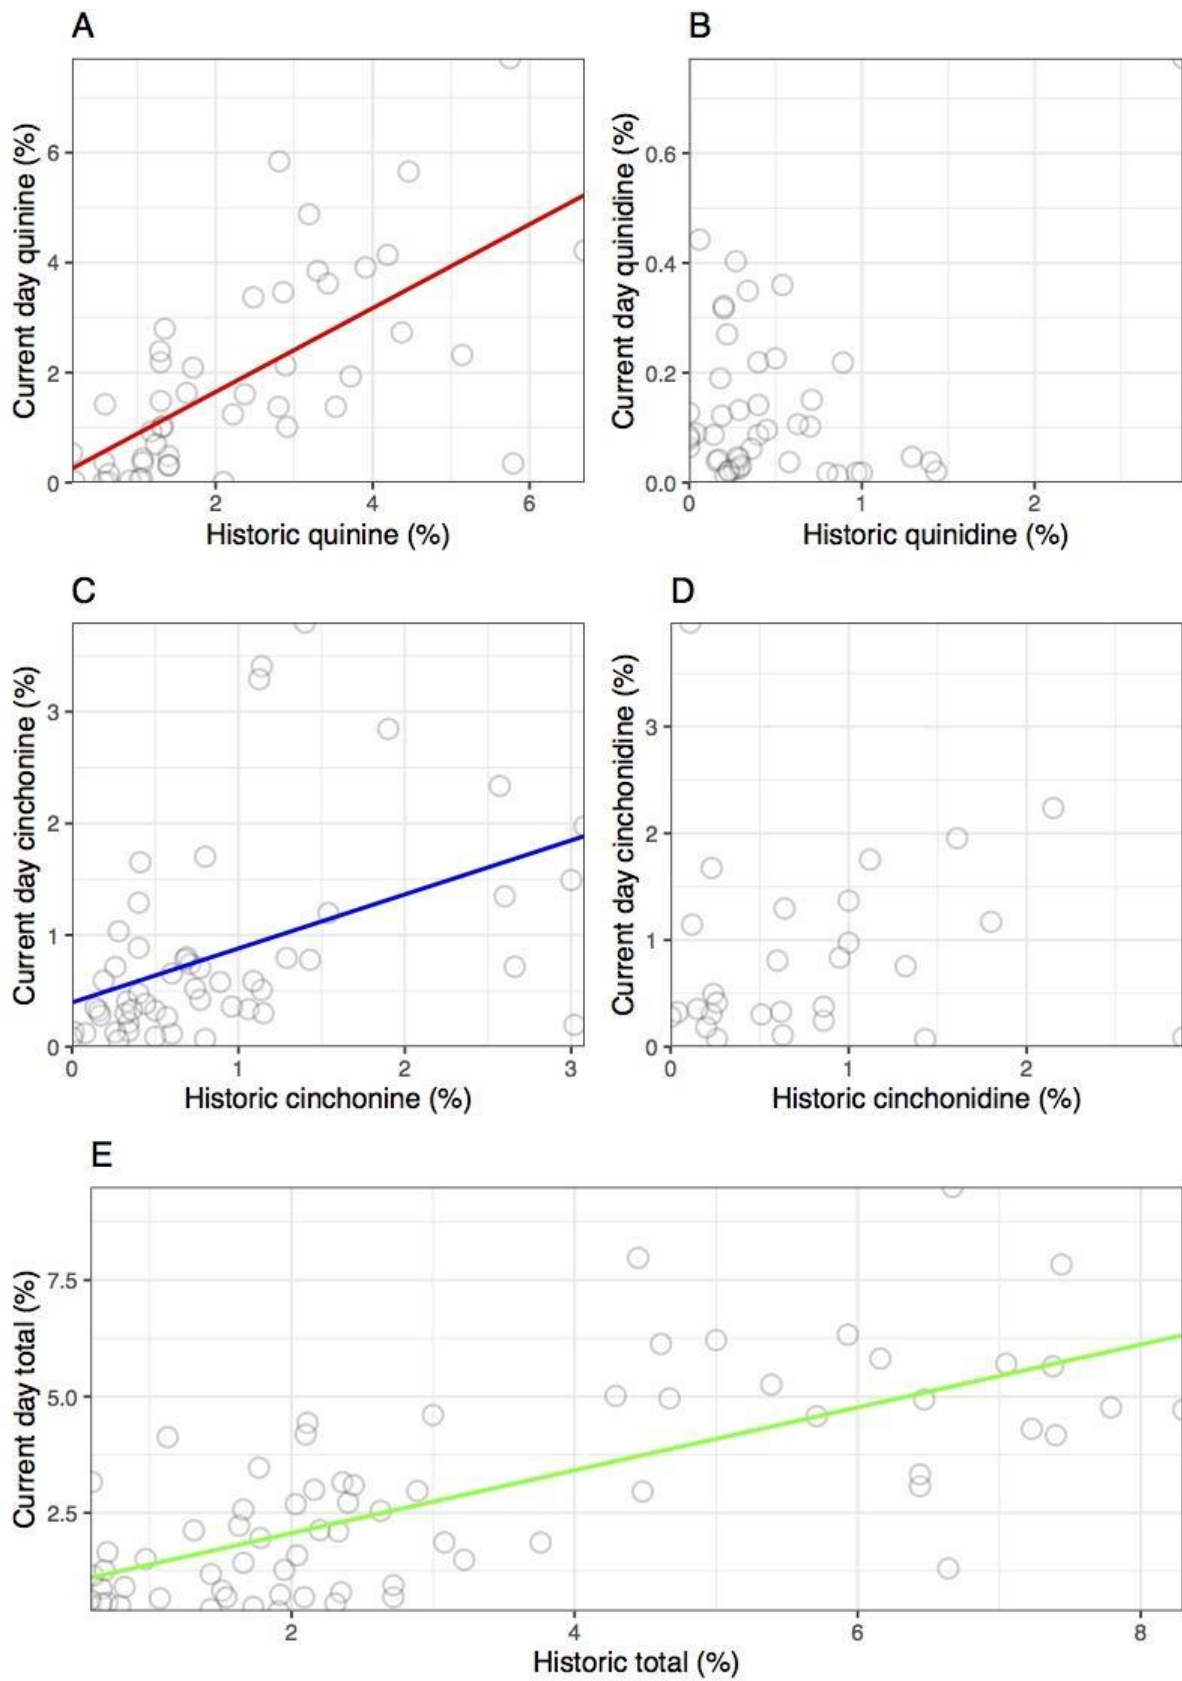 A
Current day quinine (%)
6
4
2
0
2 4 6
Historic quinine (%)
B
Current day quinidine (%)
0.6
0.4
0.2
0.0
0 1 2
Historic quinidine (%)
C
Current day cinchonine (%)
3
2
1
0
0 1 2 3
Historic cinchonine (%)
D
Current day cinchonidine (%)
3
2
1
0
0 1 2
Historic cinchonidine (%)
E
Current day total (%)
7.5
5.0
2.5
2 4 6 8
Historic total (%)